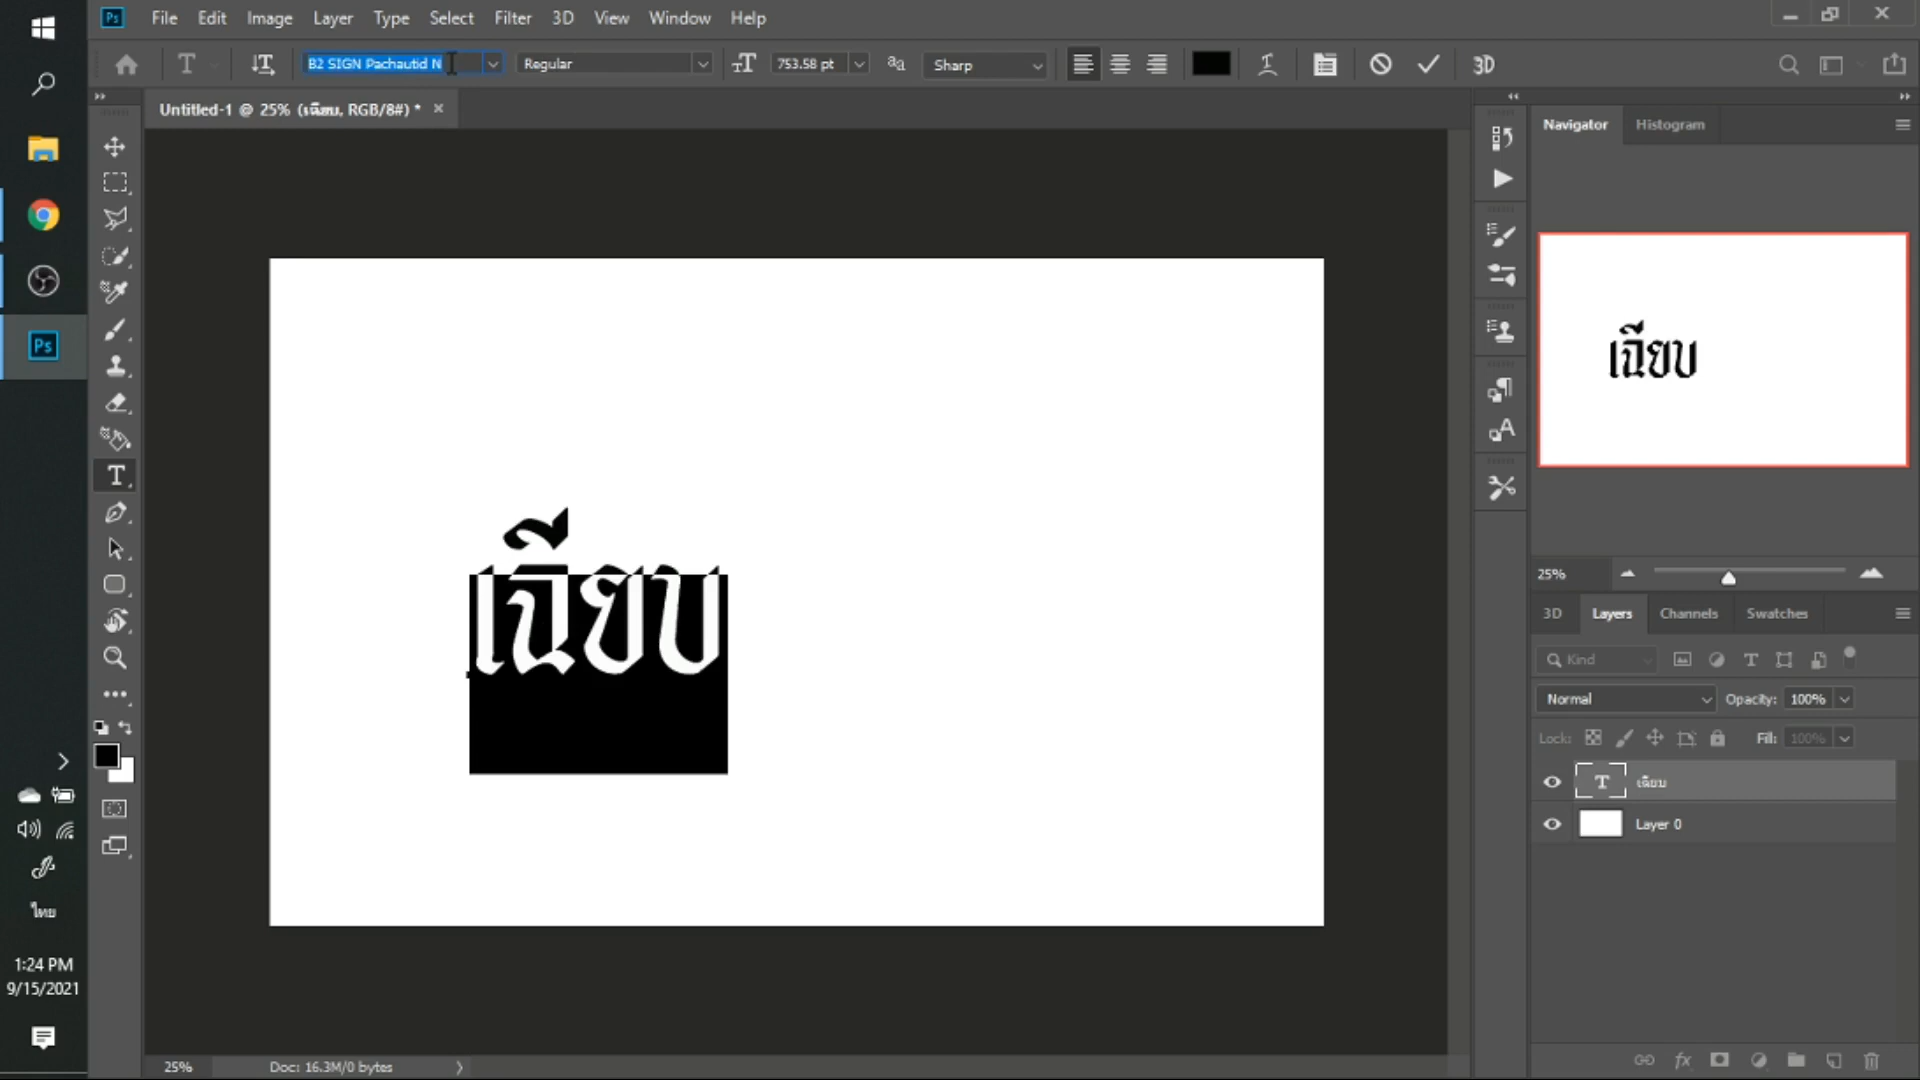 File Edit Image Layer Type Select Filter 3D View Window Help
B2 SIGN Pachautid N Regular 753.58 pt Sharp 3D
Untitled-1 @ 25% (เฉียบ, RGB/8#) *
Navigator Histogram
เฉียบ
เฉียบ
25%
3D Layers Channels Swatches
Kind
Normal Opacity: 100%
Lock: Fill: 100%
เฉียบ
Layer 0
ไทย
1:24 PM
9/15/2021
25% Doc: 16.3M/0 bytes